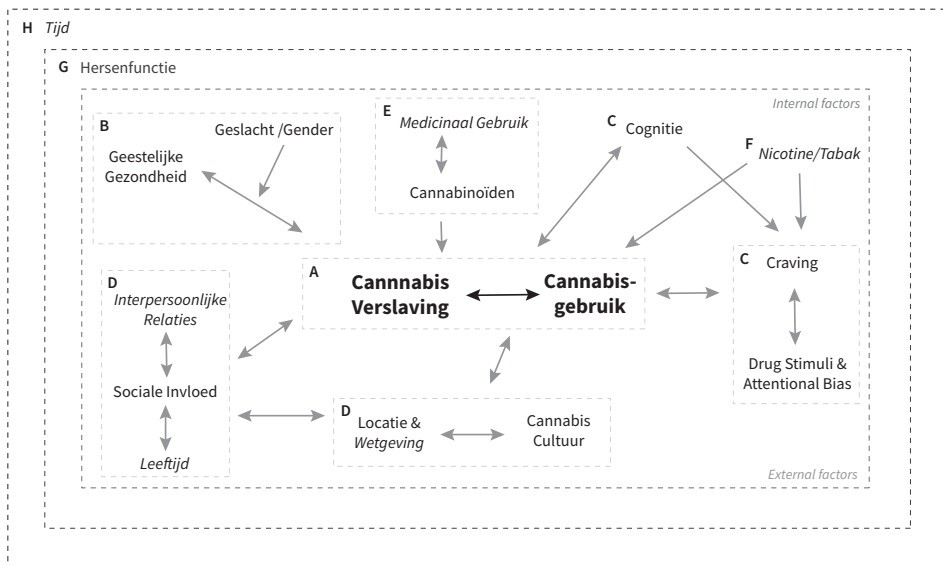 H Tijd
G Hersenfunctie
Internal factors
B
Geslacht /Gender
Geestelijke
Gezondheid
E
Medicinaal Gebruik
Cannabinoïden
C Cognitie
F Nicotine/Tabak
A
Cannnabis
Verslaving
Cannabis-
gebruik
C
Craving
Drug Stimuli &
Attentional Bias
D
Interpersoonlijke
Relaties
Sociale Invloed
Leeftijd
D
Locatie &
Wetgeving
Cannabis
Cultuur
External factors